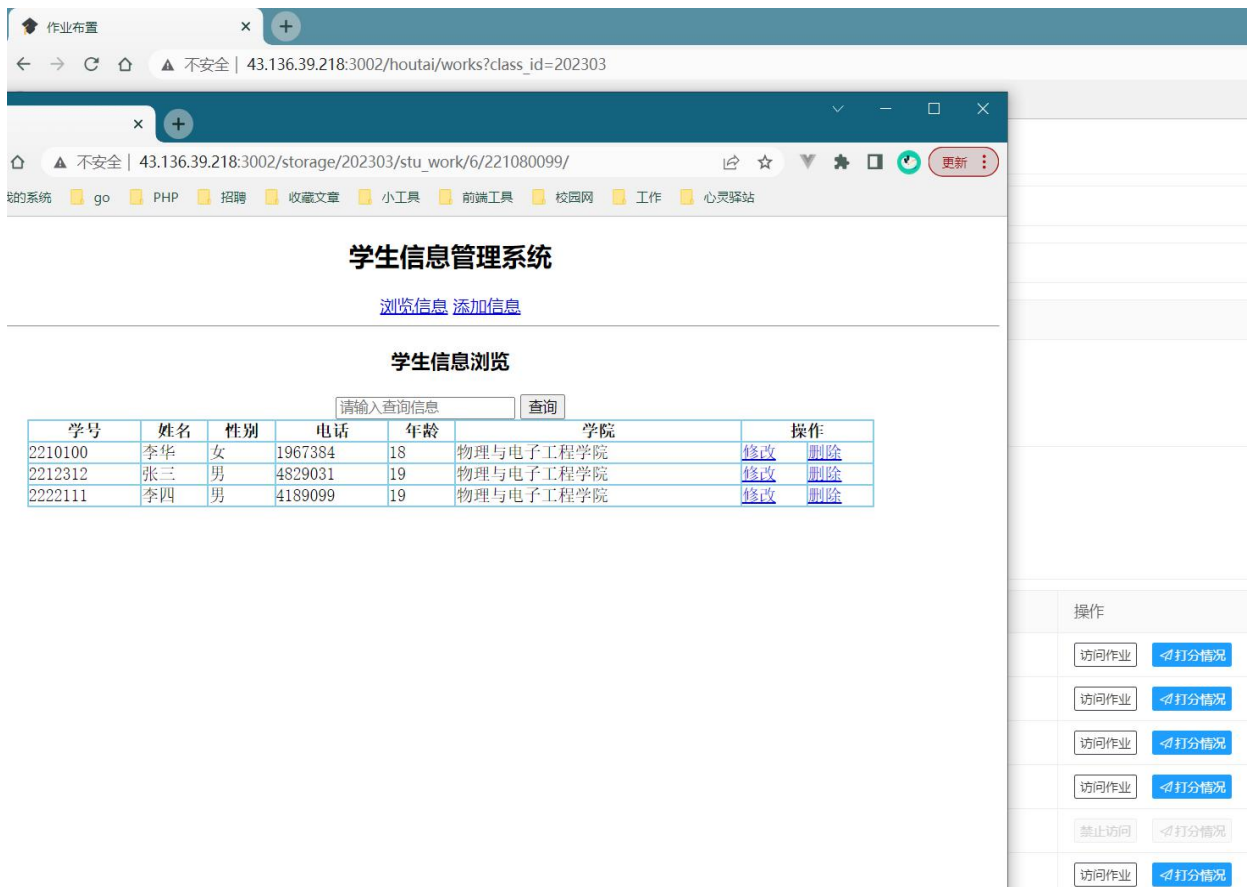 作业布置
不安全 | 43.136.39.218:3002/houtai/works?class_id=202303
不安全 | 43.136.39.218:3002/storage/202303/stu_work/6/221080099/ 更新
的系统 go PHP 招聘 收藏文章 小工具 前端工具 校园网 工作 心灵驿站
学生信息管理系统
浏览信息 添加信息
学生信息浏览
请输入查询信息 查询
学号 姓名 性别 电话 年龄 学院 操作
2210100 李华 女 1967384 18 物理与电子工程学院 修改 删除
2212312 张三 男 4829031 19 物理与电子工程学院 修改 删除
2222111 李四 男 4189099 19 物理与电子工程学院 修改 删除
操作
访问作业 打分情况
访问作业 打分情况
访问作业 打分情况
访问作业 打分情况
禁止访问 打分情况
访问作业 打分情况